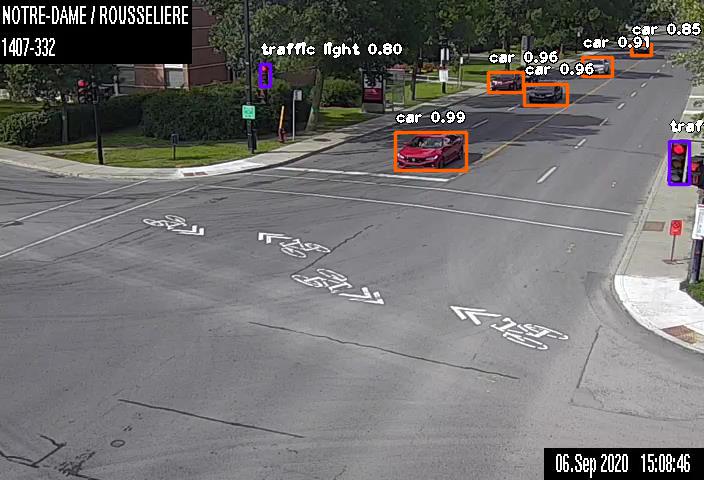 NOTRE-DAME / ROUSSELIERE
1407-332
car 0.85
car 0.91
traffic light 0.80
car 0.96
car 0.96
car 0.99
traf
06.Sep 2020 15:08:46